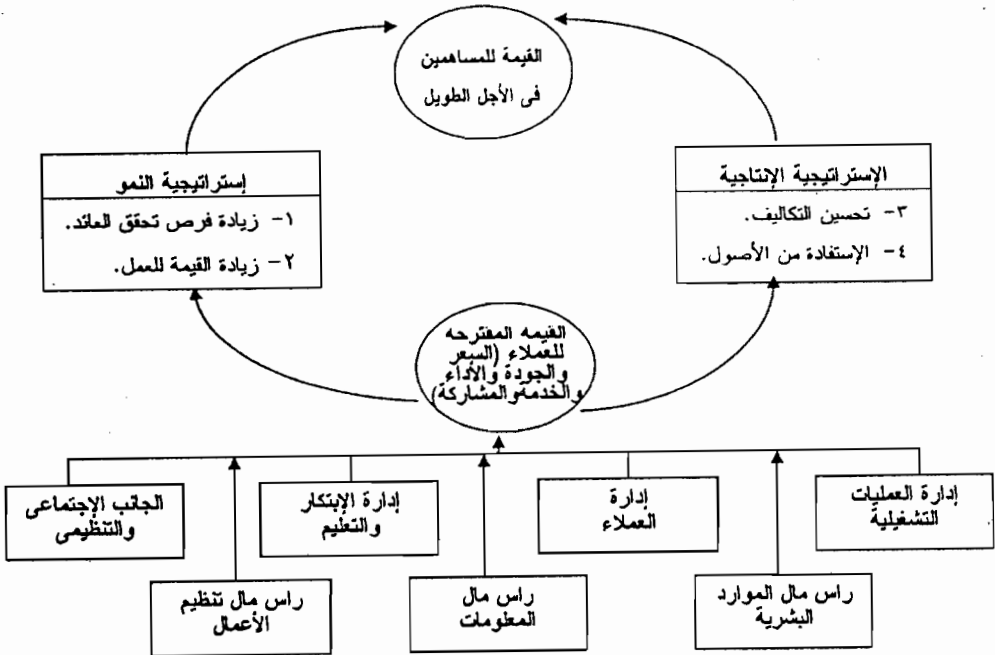 القيمة للمساهمين
فى الأجل الطويل
الإستراتيجية الإنتاجية
٣- تحسين التكاليف.
٤- الإستفادة من الأصول.
إستراتيجية النمو
١- زيادة فرص تحقق العائد.
٢- زيادة القيمة للعمل.
القيمه المقترحه
للعملاء (السعر
والجودة والأداء
والخدمة والمشاركة)
إدارة العمليات
التشغيلية
إدارة
العملاء
إدارة الإبتكار
والتعليم
الجانب الإجتماعى
والتنظيمى
راس مال الموارد
البشرية
راس مال
المعلومات
راس مال تنظيم
الأعمال